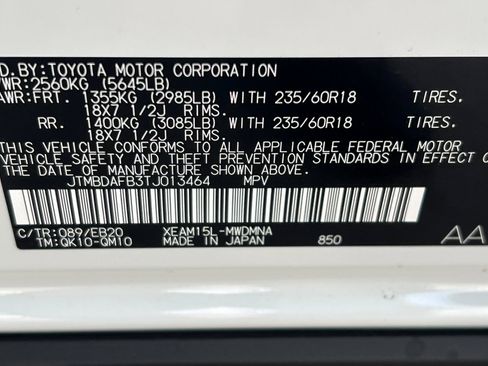 D. BY: TOYOTA MOTOR CORPORATION
WR: 2560KG (5645LB)
AWR: FRT. 1355KG (2985LB) WITH 235/60R18 TIRES.
18X7 1/2J RIMS.
RR. 1400KG (3085LB) WITH 235/60R18 TIRES.
18X7 1/2J RIMS.
THIS VEHICLE CONFORMS TO ALL APPLICABLE FEDERAL MOTOR
VEHICLE SAFETY AND THEFT PREVENTION STANDARDS IN EFFECT O
THE DATE OF MANUFACTURE SHOWN ABOVE.
JTMBDAFB3TJ013464 MPV
C/TR: 089/EB20 XEAM15L-MWDMNA
TM: QK10-QM10 MADE IN JAPAN 850 AA